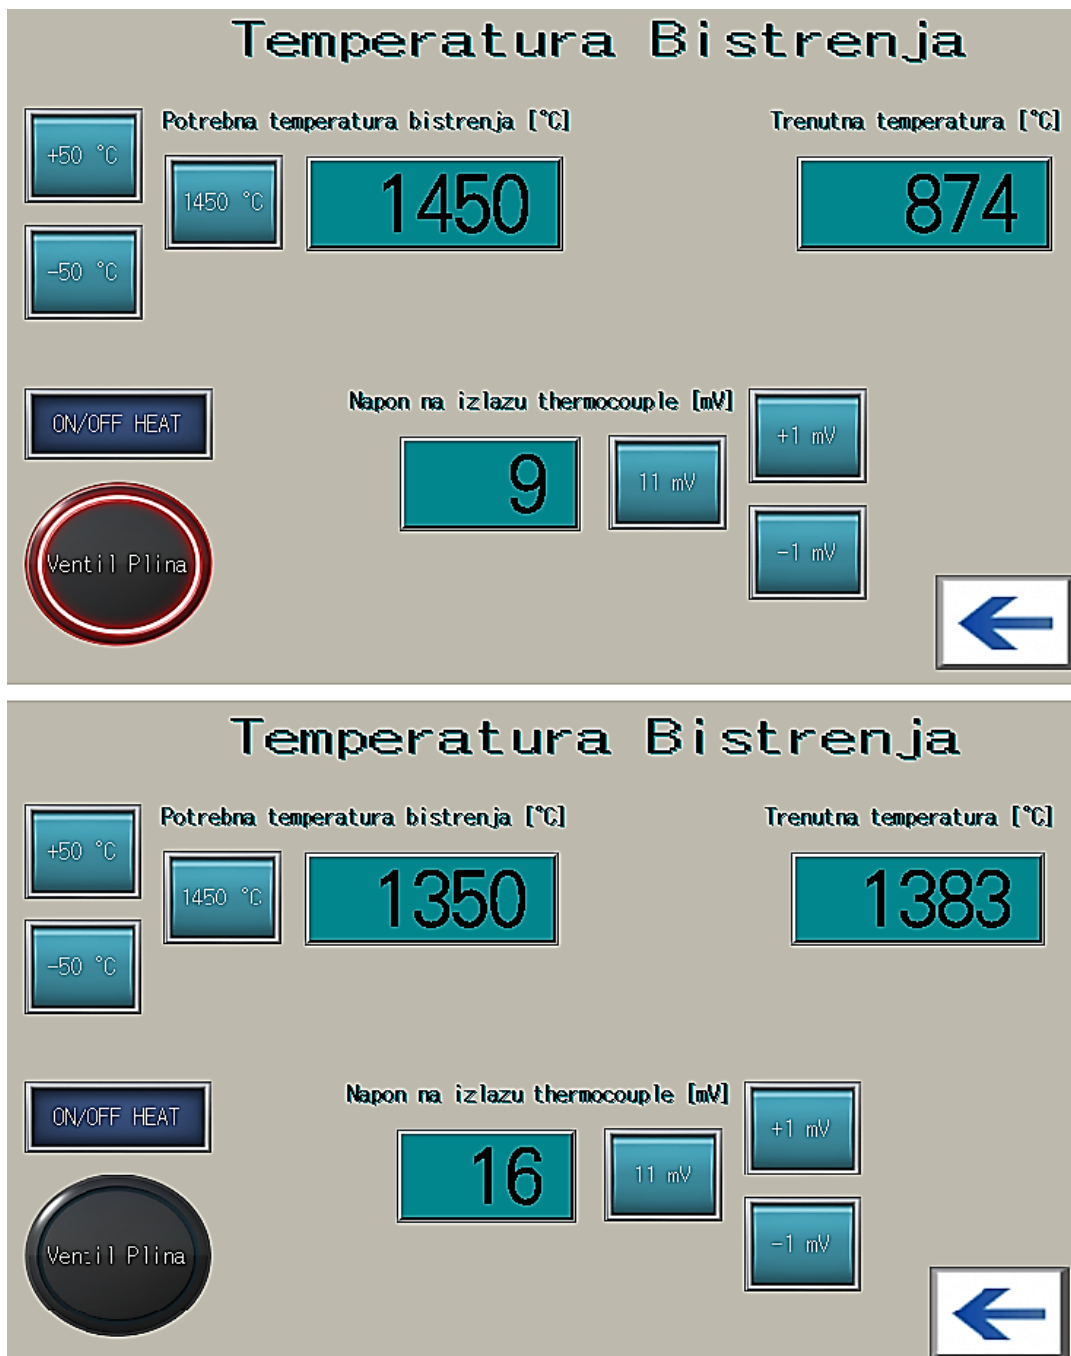 Temperatura Bistrenja
Potrebna temperatura bistrenja [°C]
Trenutna temperatura [°C]
+50 °C
1450 °C
1450
874
-50 °C
Napon na izlazu thermocouple [mV]
ON/OFF HEAT
+1 mV
9
11 mV
Ventil Plina
-1 mV
Temperatura Bistrenja
Potrebna temperatura bistrenja [°C]
Trenutna temperatura [°C]
+50 °C
1450 °C
1350
1383
-50 °C
Napon na izlazu thermocouple [mV]
ON/OFF HEAT
+1 mV
16
11 mV
Ventil Plina
-1 mV